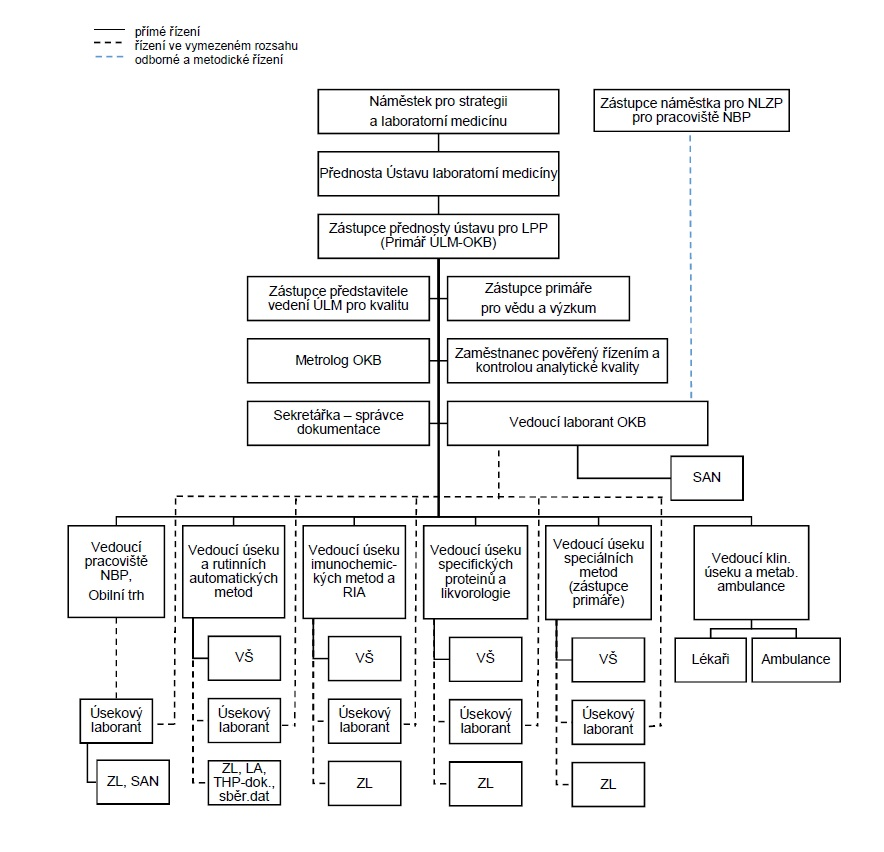 přímé řízení
řízení ve vymezeném rozsahu
odborné a metodické řízení
Náměstek pro strategii
a laboratorní medicínu
Zástupce náměstka pro NLZP
pro pracoviště NBP
Přednosta Ústavu laboratorní medicíny
Zástupce přednosty ústavu pro LPP
(Primář ÚLM-OKB)
Zástupce představitele
vedení ÚLM pro kvalitu
Zástupce primáře
pro vědu a výzkum
Metrolog OKB
Zaměstnanec pověřený řízením a
kontrolou analytické kvality
Sekretářka – správce
dokumentace
Vedoucí laborant OKB
SAN
Vedoucí
pracoviště
NBP,
Obilní trh
Vedoucí úseku
a rutinních
automatických
metod
Vedoucí úseku
imunochemic-
kých metod a
RIA
Vedoucí úseku
specifických
proteinů a
likvorologie
Vedoucí úseku
speciálních
metod
(zástupce
primáře)
Vedoucí klin.
úseku a metab.
ambulance
VŠ
VŠ
VŠ
VŠ
Lékaři
Ambulance
Úsekový
laborant
Úsekový
laborant
Úsekový
laborant
Úsekový
laborant
Úsekový
laborant
ZL, SAN
ZL, LA,
THP-dok.,
sběr.dat
ZL
ZL
ZL